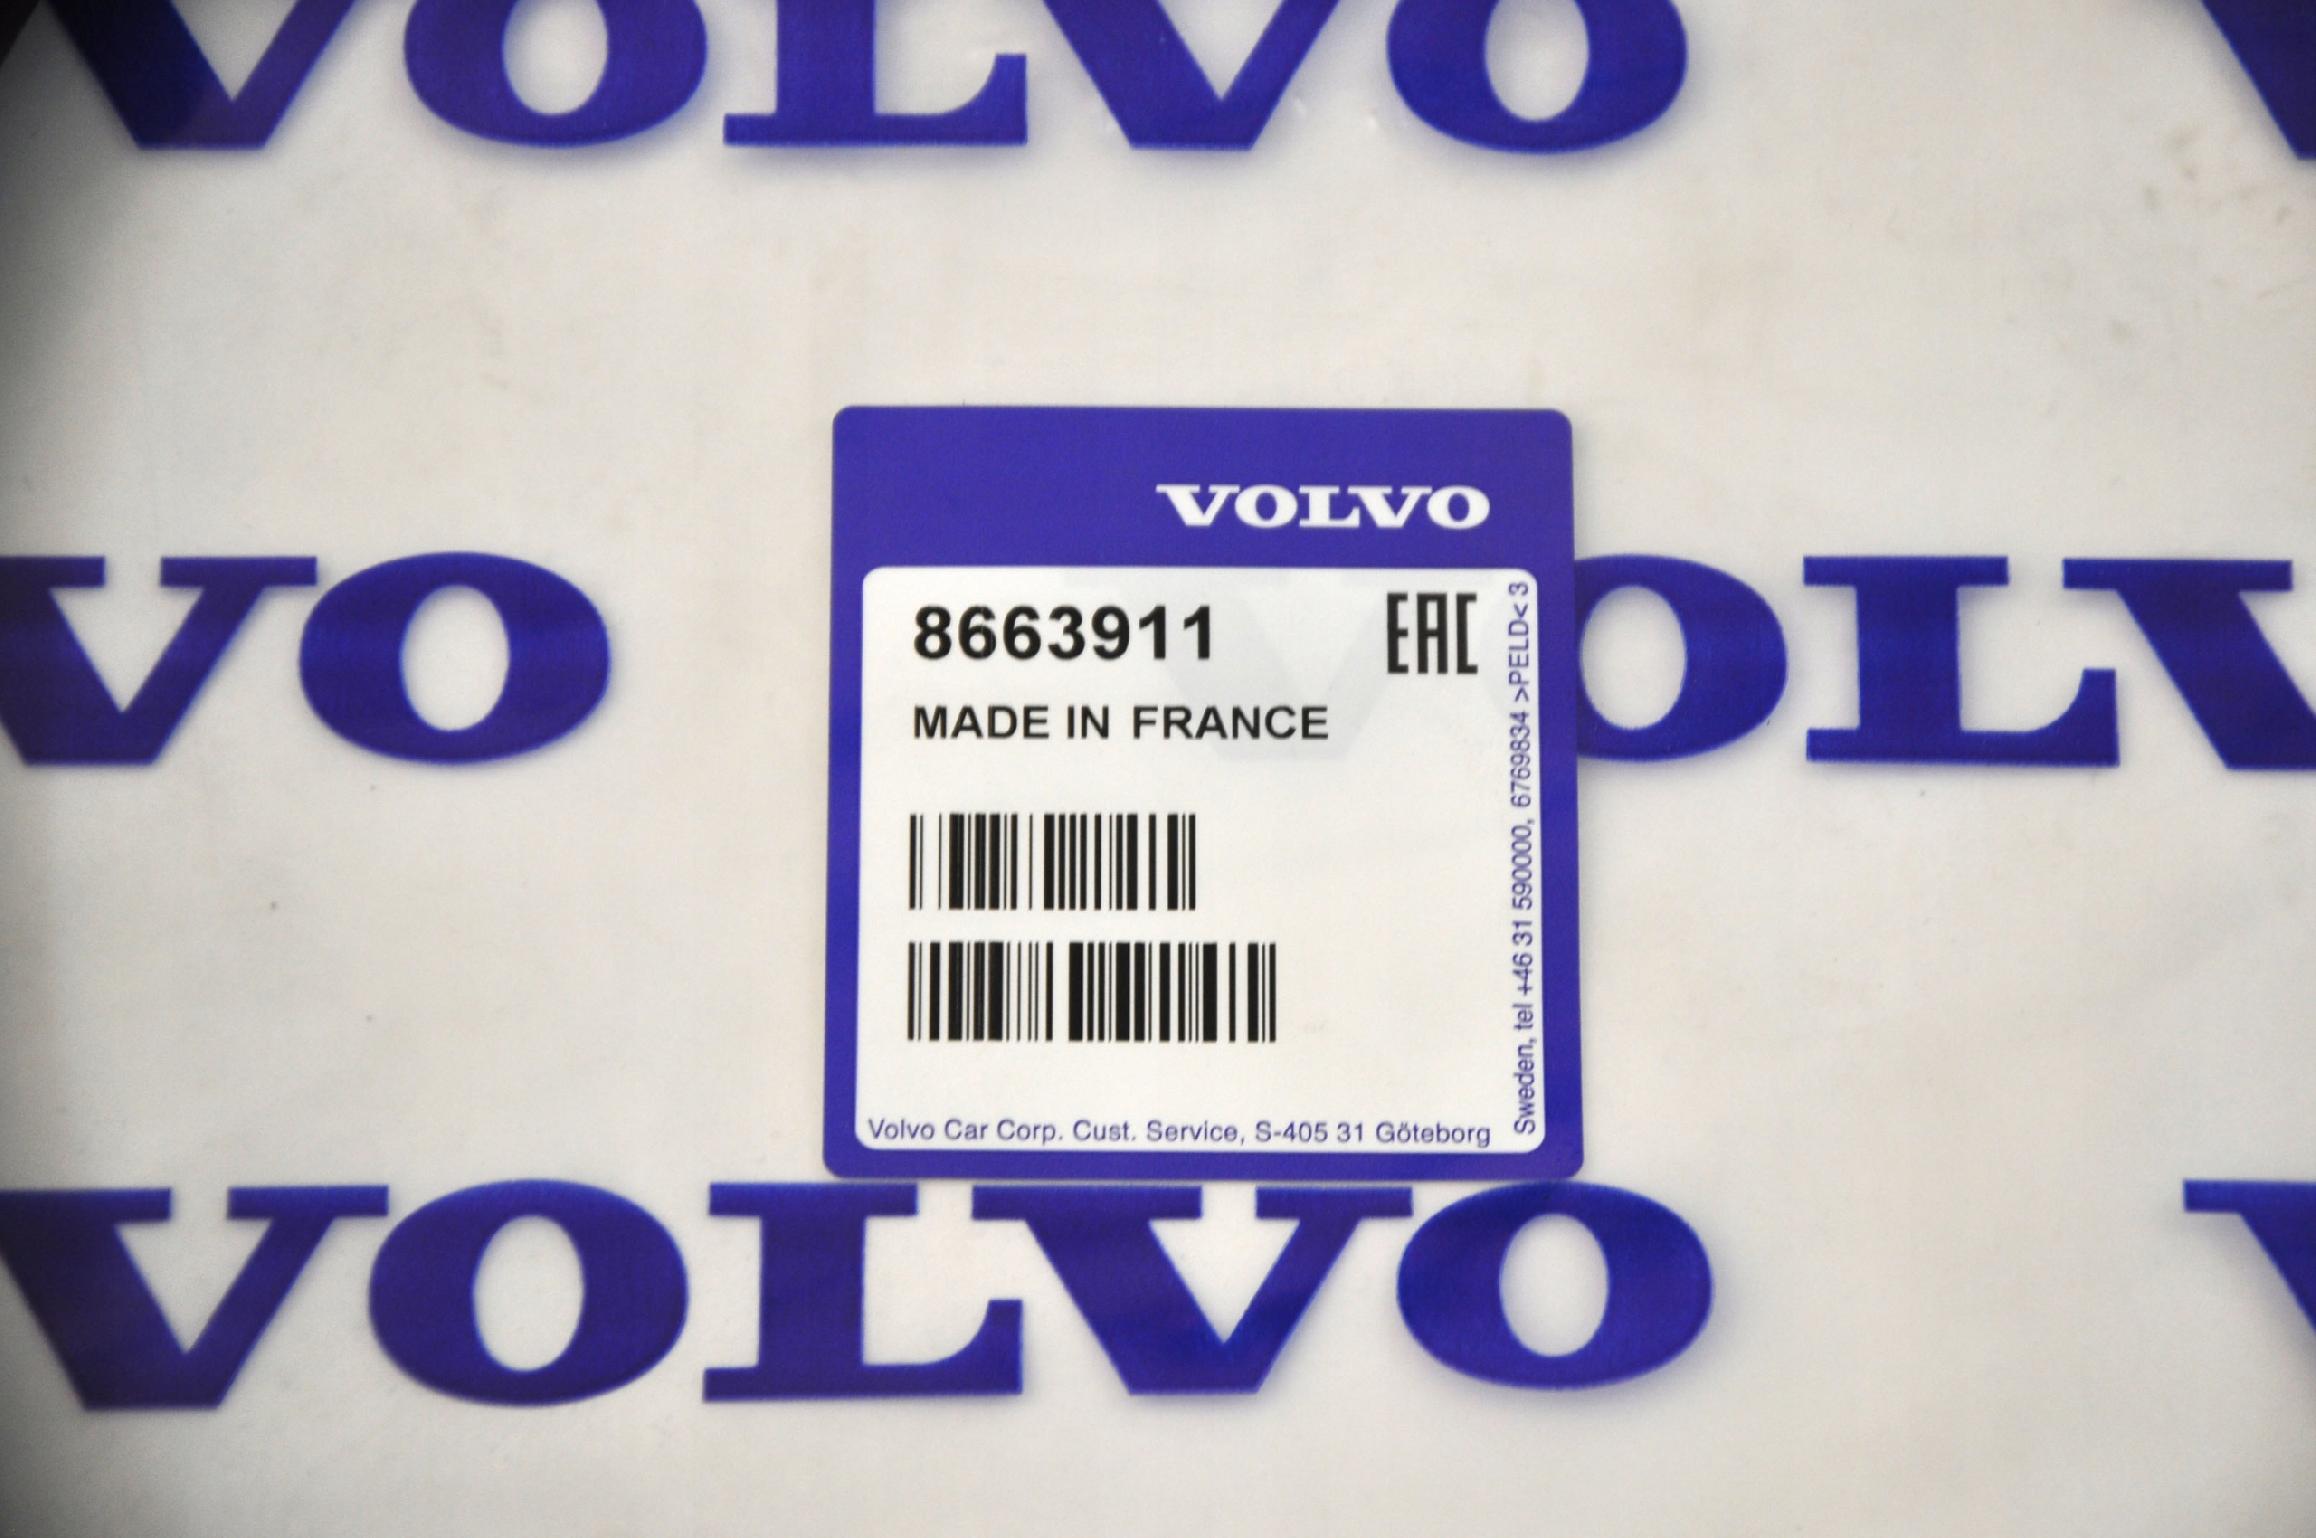 VOLVO
VOLVO
8663911
EAC
MADE IN FRANCE
Volvo Car Corp. Cust. Service, S-405 31 Göteborg
Sweden, tel +46 31 590000, 6769834 >PELD< 3
VO
OLV
VOLVO